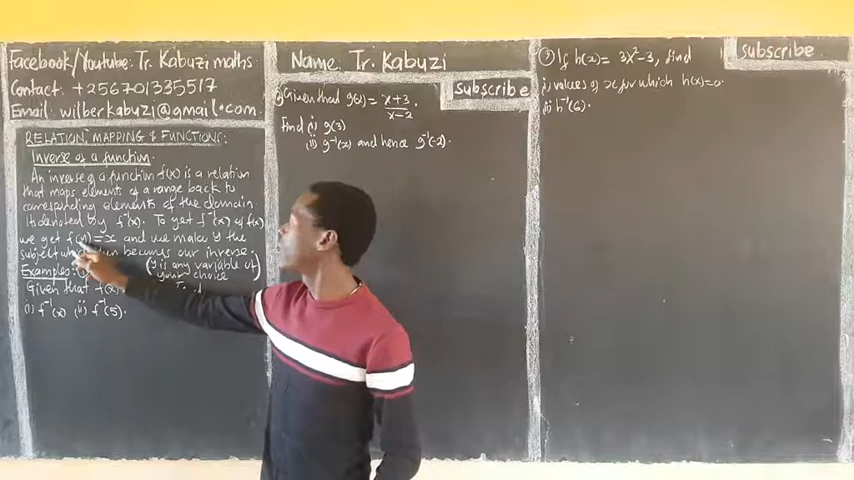 Facebook/Youtube: Tr. Kabuzi maths
Contact: +256701335517
Email: wilberkabuzi@gmail.com
RELATION, MAPPING & FUNCTIONS:
Inverse of a function.
An inverse of a function f(x) is a relation
that maps elements of a range back to
corresponding elements of the domain.
Its denoted by f⁻¹(x). To get f⁻¹(x) of f(x)
we get f(y)=x and we make y the
subject which becomes our inverse.
(y is any variable of
your choice
Examples:
Given that f(x)
(i) f⁻¹(x) (ii) f⁻¹(5).
Name: Tr. Kabuzi
Subscribe
② Given that g(x) = x+3/x-2.
Find (i) g(3)
(ii) g⁻¹(x) and hence g⁻¹(-2).
subscribe
③ If h(x) = 3x²-3, find
(i) values of x for which h(x)=0.
(ii) h⁻¹(6).